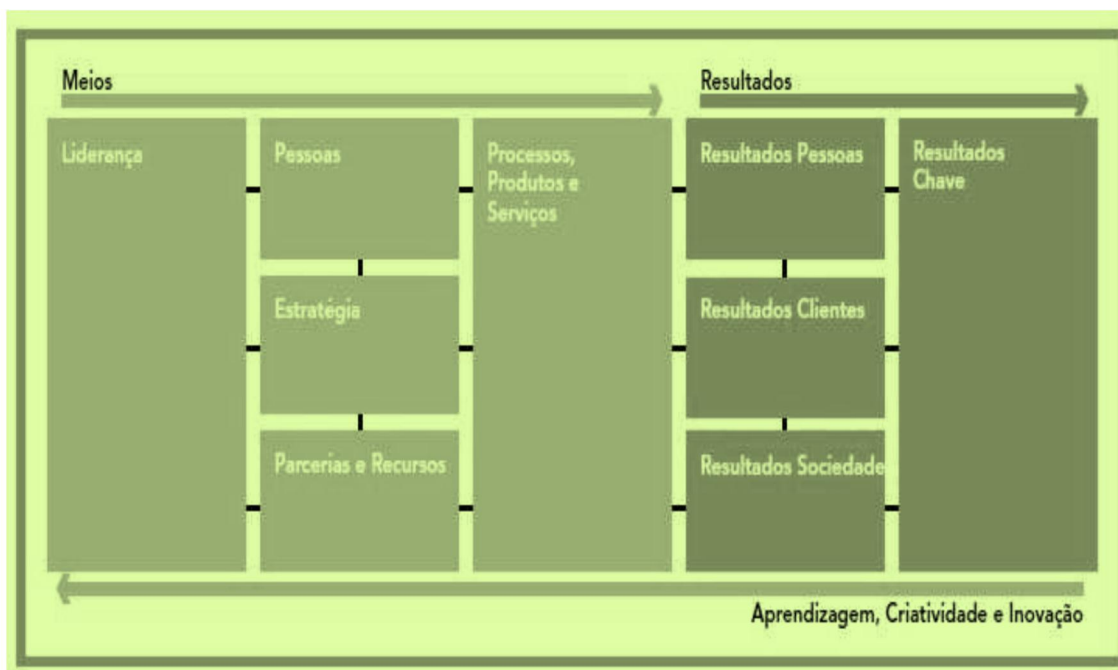 Meios
Resultados
Liderança
Pessoas
Processos,
Produtos e
Serviços
Resultados Pessoas
Resultados
Chave
Estratégia
Resultados Clientes
Parcerias e Recursos
Resultados Sociedade
Aprendizagem, Criatividade e Inovação